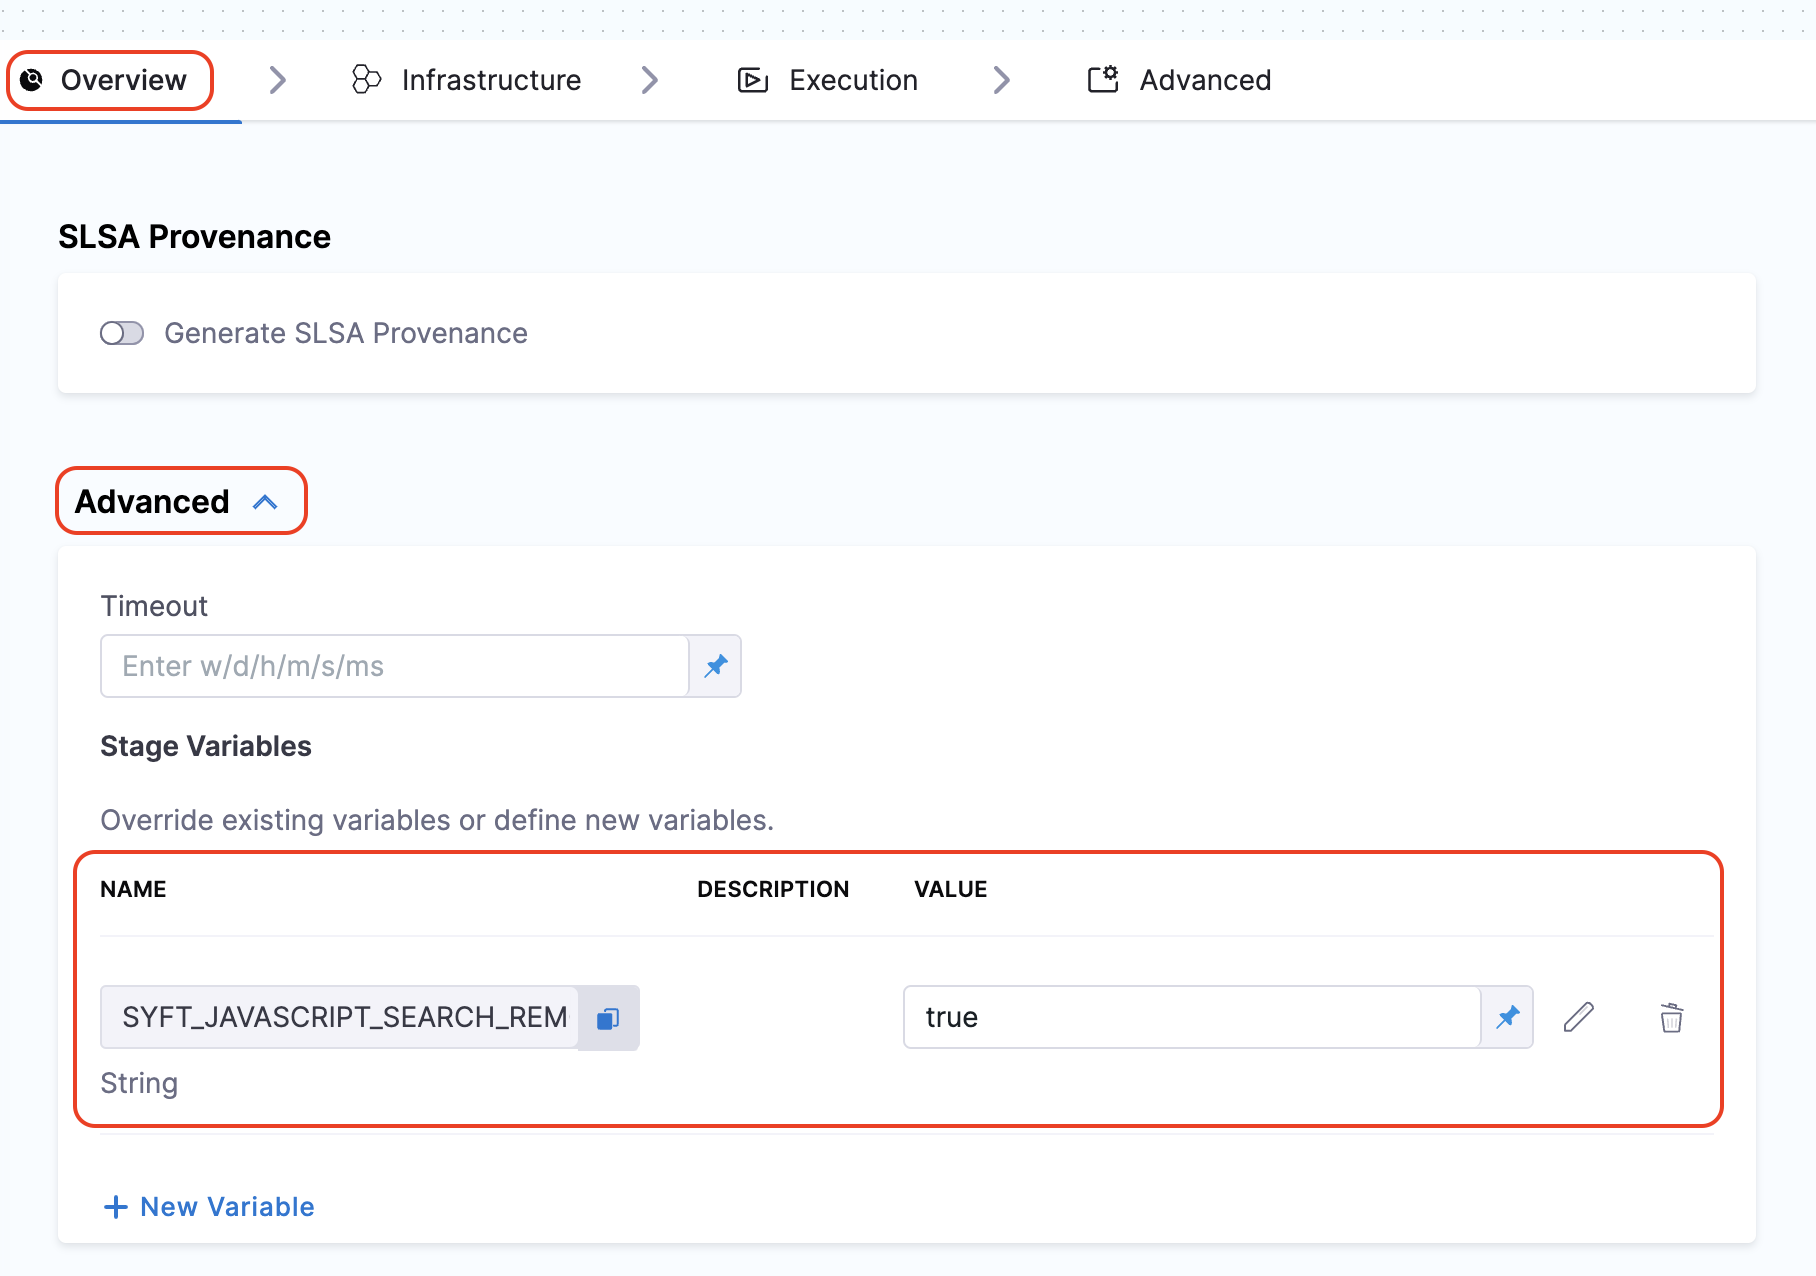 Overview Infrastructure Execution Advanced
SLSA Provenance
Generate SLSA Provenance
Advanced
Timeout
Enter w/d/h/m/s/ms
Stage Variables
Override existing variables or define new variables.
NAME DESCRIPTION VALUE
SYFT_JAVASCRIPT_SEARCH_REM true
String
New Variable